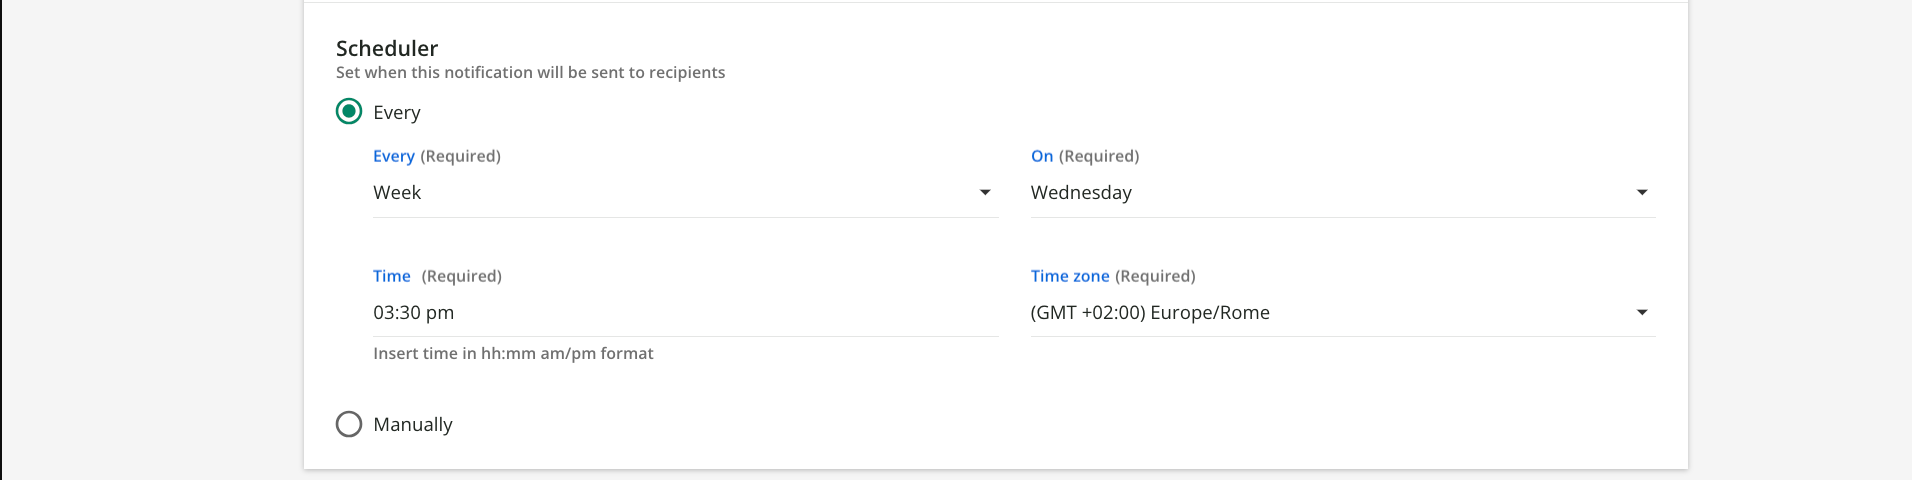 Scheduler
Set when this notification will be sent to recipients
Every
Every (Required)
On (Required)
Week
Wednesday
Time (Required)
Time zone (Required)
03:30 pm
(GMT +02:00) Europe/Rome
Insert time in hh:mm am/pm format
Manually